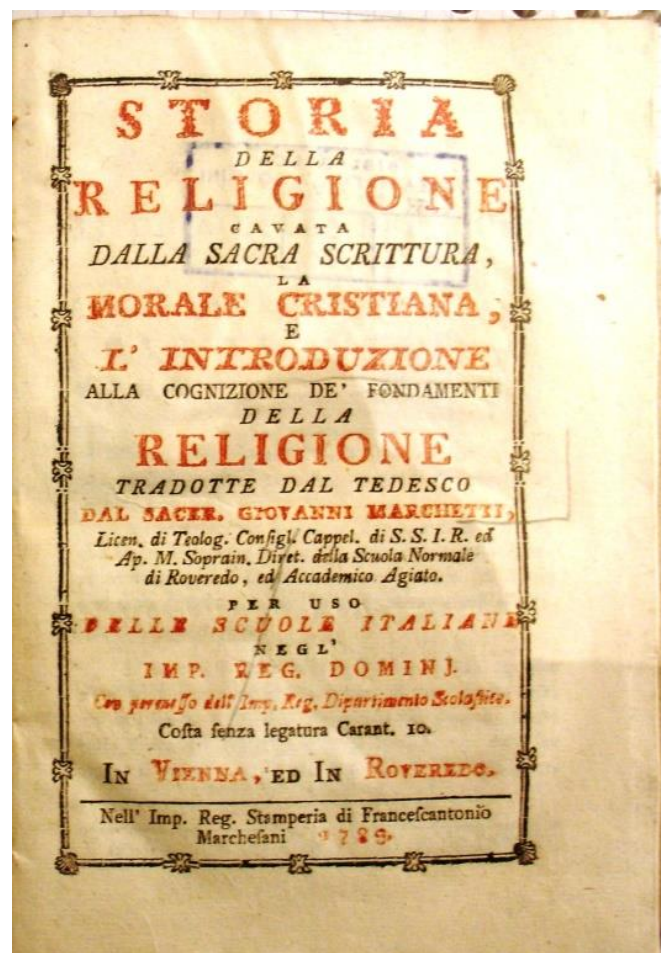 STORIA
DELLA
RELIGIONE
CAVATA
DALLA SACRA SCRITTURA,
LA
MORALE CRISTIANA,
E
L' INTRODUZIONE
ALLA COGNIZIONE DE' FONDAMENTI
DELLA
RELIGIONE
TRADOTTE DAL TEDESCO
DAL SACER. GIOVANNI MARCHETTI,
Licen. di Teolog. Consigl. Cappel. di S. S. I. R. ed
Ap. M. Soprain. Diret. della Scuola Normale
di Roveredo, ed Accademico Agiato.
PER USO
DELLE SCUOLE ITALIANE
NEGL'
IMP. REG. DOMINJ.
Con permeſſo dell' Imp. Reg. Dipartimento Scolaſtico.
Coſta ſenza legatura Carant. 10.
IN VIENNA, ED IN ROVEREDO.
Nell' Imp. Reg. Stamperia di Franceſcantonio
Marcheſani